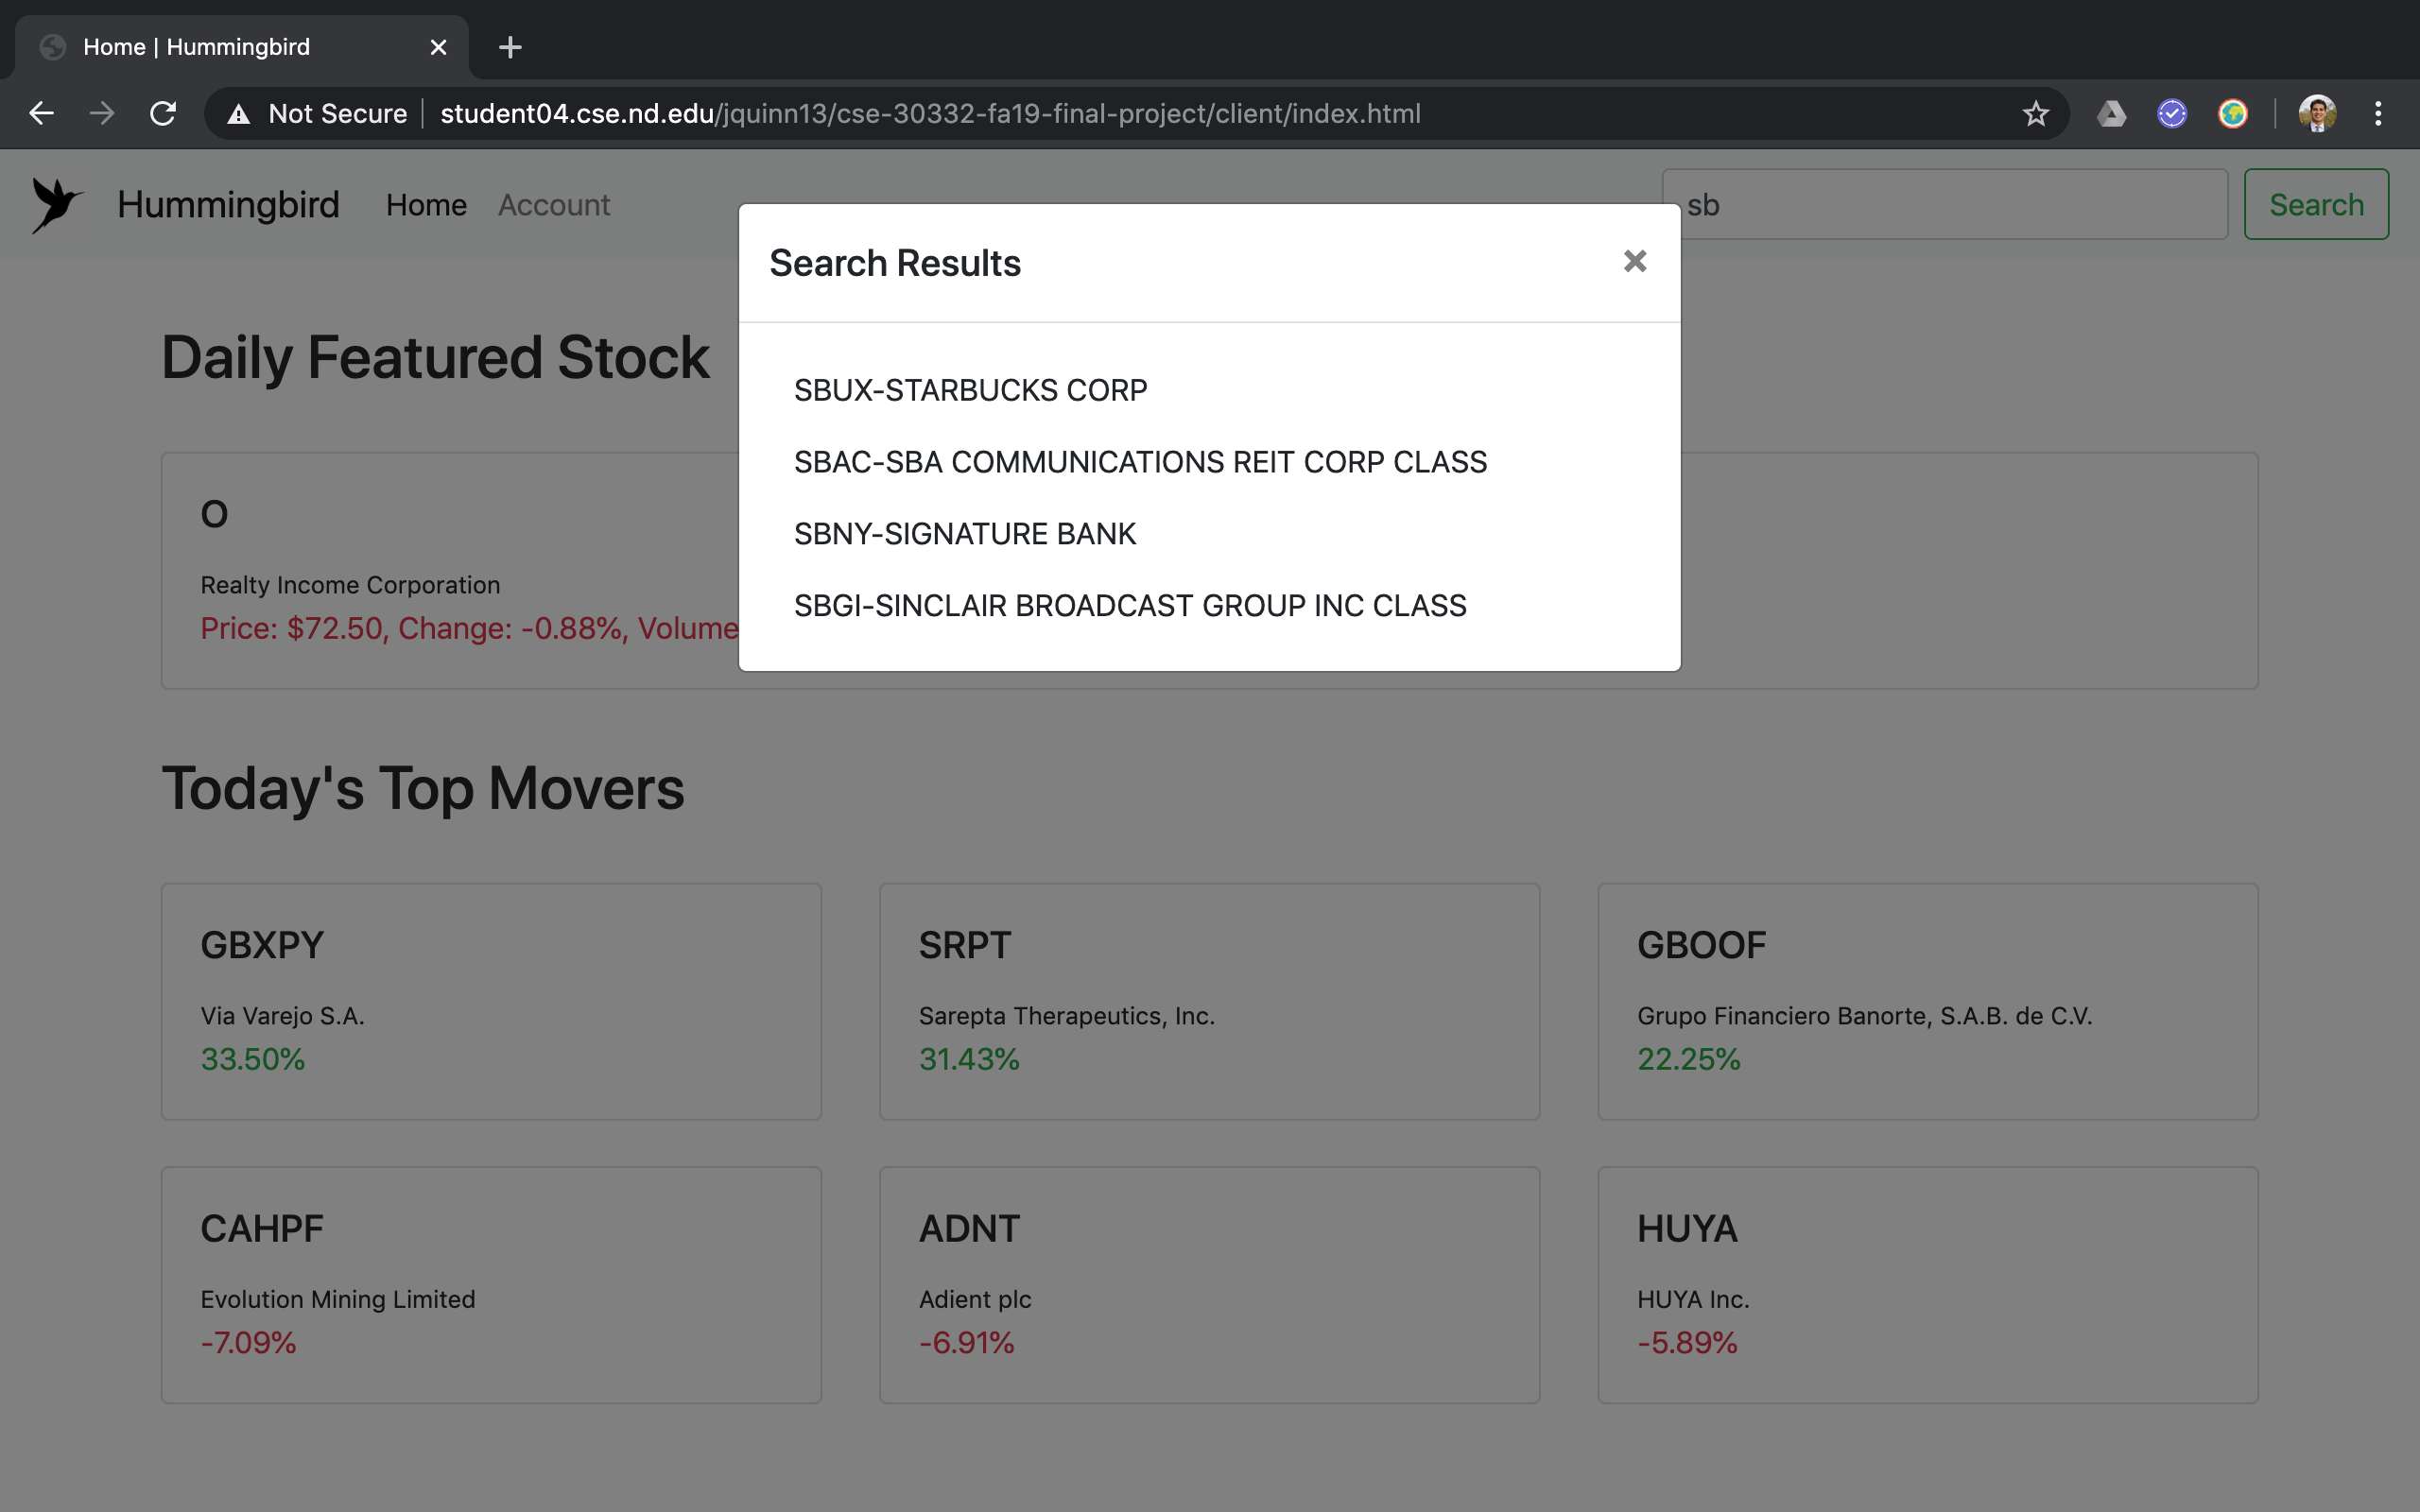 Home | Hummingbird
Not Secure | student04.cse.nd.edu/jquinn13/cse-30332-fa19-final-project/client/index.html
Hummingbird Home Account sb Search
Search Results
SBUX-STARBUCKS CORP
SBAC-SBA COMMUNICATIONS REIT CORP CLASS
SBNY-SIGNATURE BANK
SBGI-SINCLAIR BROADCAST GROUP INC CLASS
Daily Featured Stock
O
Realty Income Corporation
Price: $72.50, Change: -0.88%, Volume
Today's Top Movers
GBXPY
Via Varejo S.A.
33.50%
SRPT
Sarepta Therapeutics, Inc.
31.43%
GBOOF
Grupo Financiero Banorte, S.A.B. de C.V.
22.25%
CAHPF
Evolution Mining Limited
-7.09%
ADNT
Adient plc
-6.91%
HUYA
HUYA Inc.
-5.89%